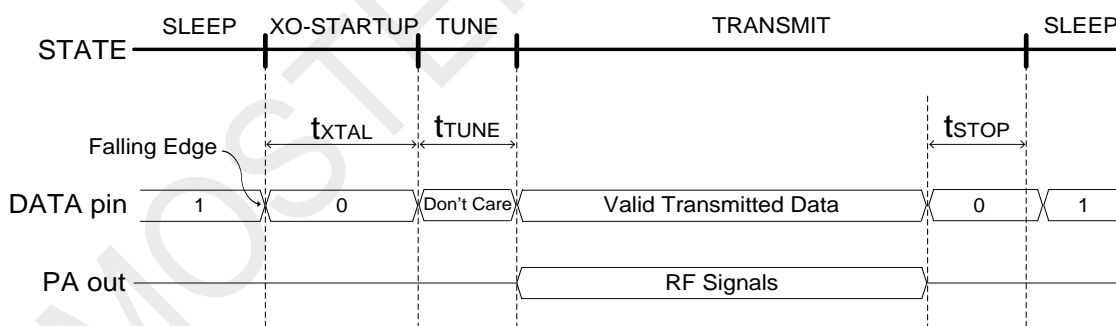 SLEEP XO-STARTUP TUNE TRANSMIT SLEEP
STATE
tXTAL tTUNE tSTOP
Falling Edge
DATA pin 1 0 Don't Care Valid Transmitted Data 0 1
PA out RF Signals